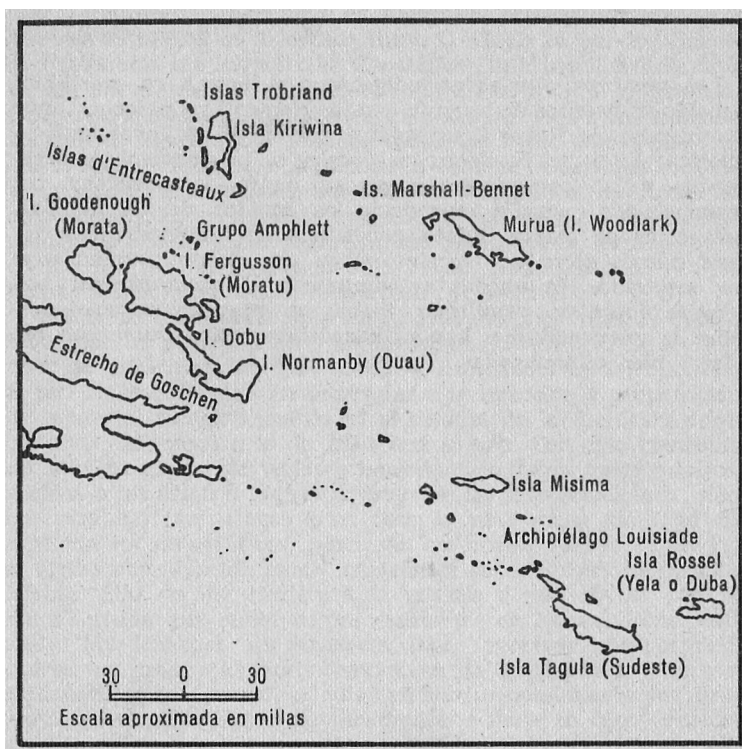 Islas Trobriand
Isla Kiriwina
Islas d'Entrecasteaux
Is. Marshall-Bennet
I. Goodenough
(Morata)
Grupo Amphlett
Murua (I. Woodlark)
I. Fergusson
(Moratu)
I. Dobu
I. Normanby (Duau)
Estrecho de Goschen
Isla Misima
Archipiélago Louisiade
Isla Rossel
(Yela o Duba)
Isla Tagula (Sudeste)
30 0 30
Escala aproximada en millas